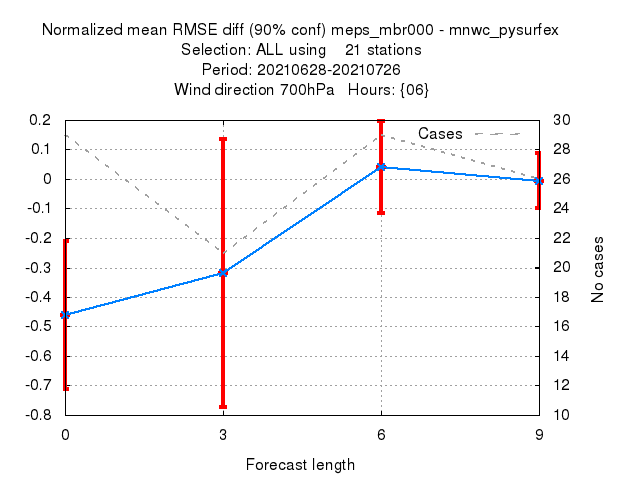 Normalized mean RMSE diff (90% conf) meps_mbr000 - mnwc_pysurfex
Selection: ALL using    21 stations
Period: 20210628-20210726
Wind direction 700hPa   Hours: {06}
Cases
0.2
0.1
0
-0.1
-0.2
-0.3
-0.4
-0.5
-0.6
-0.7
-0.8
30
28
26
24
22
20
18
16
14
12
10
No cases
0 3 6 9
Forecast length